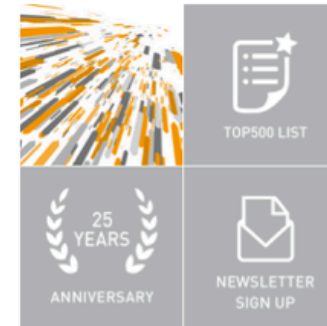 TOP500 LIST
25
YEARS
ANNIVERSARY
NEWSLETTER
SIGN UP